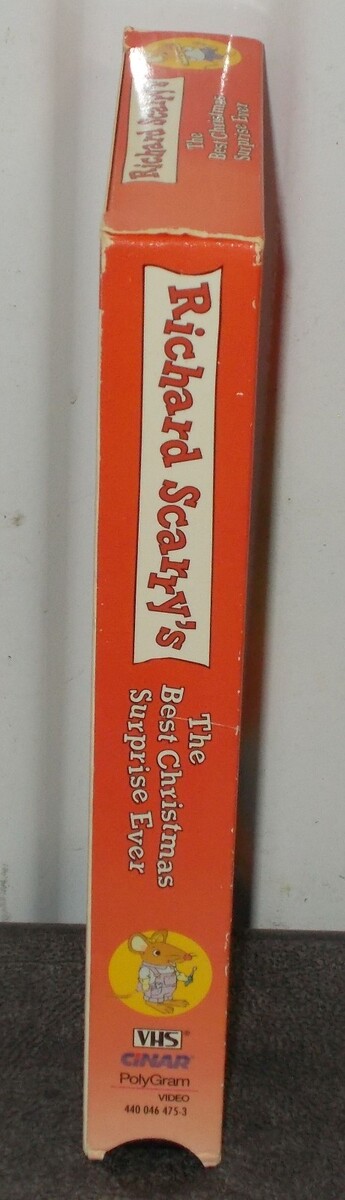 Richard Scarry's
The
Best Christmas
Surprise Ever
Richard Scarry's
The
Best Christmas
Surprise Ever
VHS
CINAR
PolyGram
VIDEO
440 046 475-3